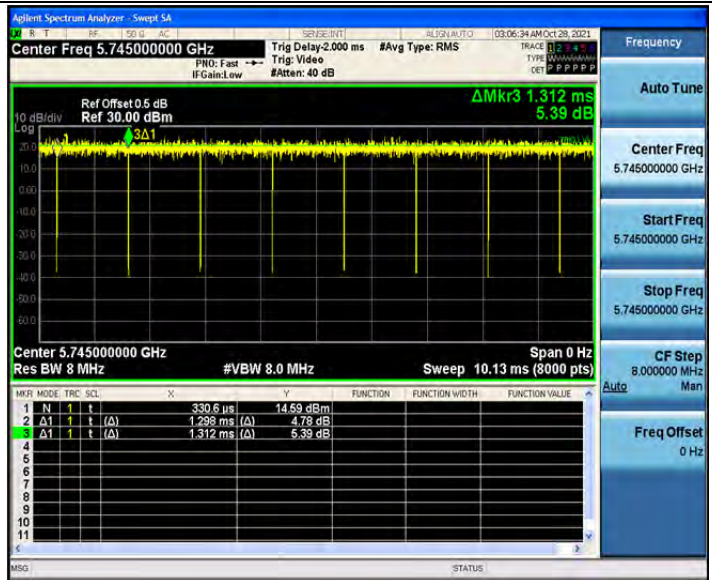 Agilent Spectrum Analyzer - Swept SA
R T RF 50 Ω AC SENSE:INT ALIGN AUTO 03:06:34 AM Oct 28, 2021
Center Freq 5.745000000 GHz
PNO: Fast
IFGain:Low
Trig Delay-2.000 ms
Trig: Video
#Atten: 40 dB
#Avg Type: RMS
TRACE 1 2 3 4 5 6
TYPE W
DET P P P P P P
Frequency
Auto Tune
Center Freq
5.745000000 GHz
Start Freq
5.745000000 GHz
Stop Freq
5.745000000 GHz
CF Step
8.000000 MHz
Auto Man
Freq Offset
0 Hz
ΔMkr3 1.312 ms
5.39 dB
Ref Offset 0.5 dB
10 dB/div Ref 30.00 dBm
Log
3Δ1
20.0
10.0
0.00
-10.0
-20.0
-30.0
-40.0
-50.0
-60.0
Center 5.745000000 GHz Span 0 Hz
Res BW 8 MHz #VBW 8.0 MHz Sweep 10.13 ms (8000 pts)
MKR MODE TRC SCL X Y FUNCTION FUNCTION WIDTH FUNCTION VALUE
1 N 1 t 330.6 µs 14.59 dBm
2 Δ1 1 t (Δ) 1.298 ms (Δ) 4.78 dB
3 Δ1 1 t (Δ) 1.312 ms (Δ) 5.39 dB
4
5
6
7
8
9
10
11
MSG STATUS